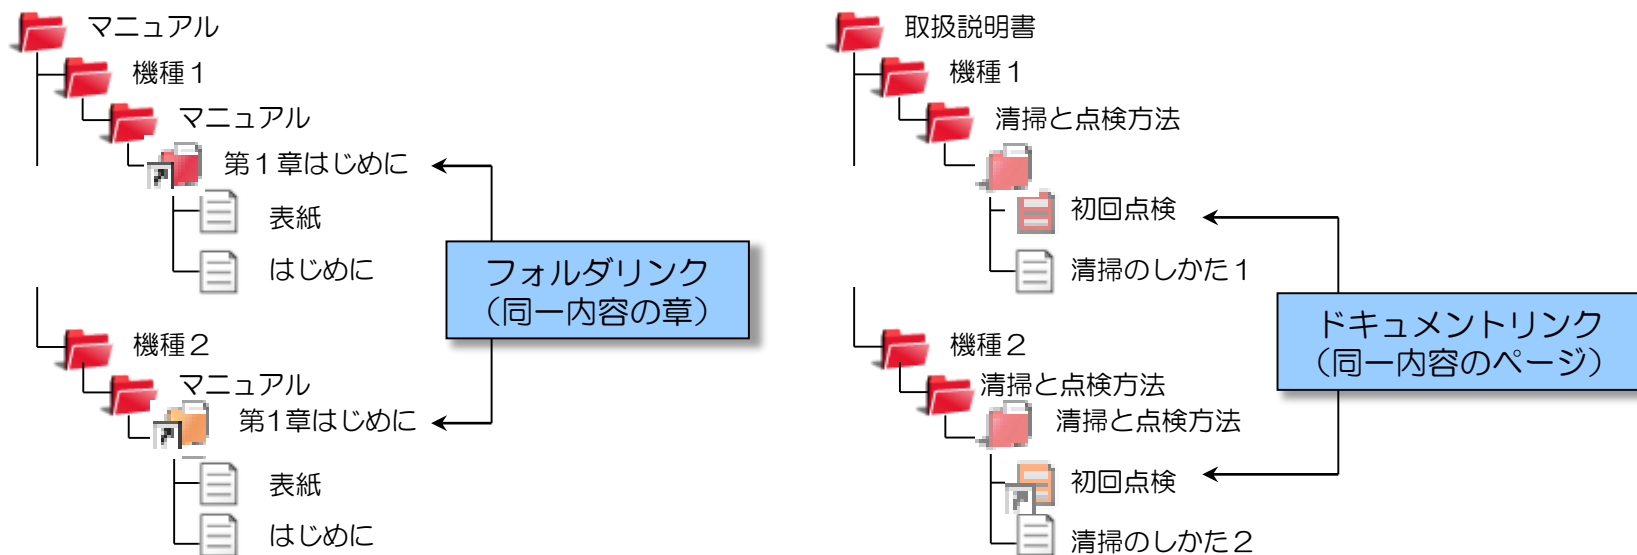 マニュアル
機種1
マニュアル
第1章はじめに
表紙
はじめに
機種2
マニュアル
第1章はじめに
表紙
はじめに
フォルダリンク
（同一内容の章）
取扱説明書
機種1
清掃と点検方法
初回点検
清掃のしかた1
機種2
清掃と点検方法
清掃と点検方法
初回点検
清掃のしかた2
ドキュメントリンク
（同一内容のページ）